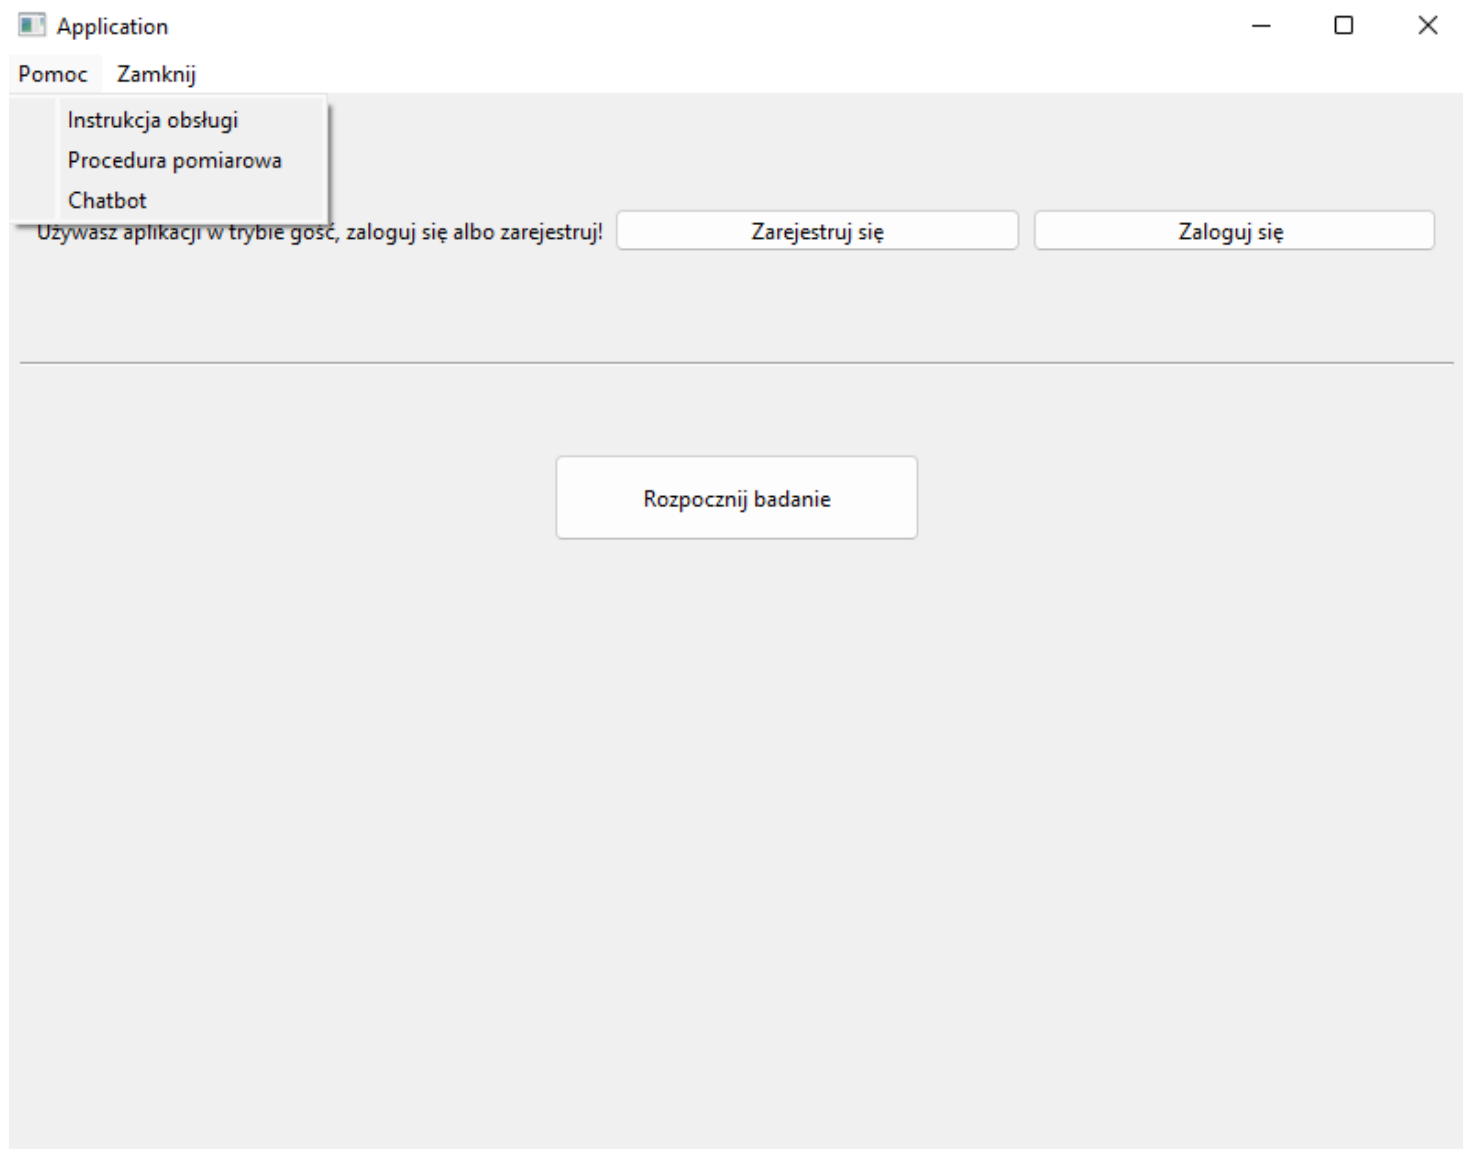 Application
Pomoc Zamknij
Instrukcja obsługi
Procedura pomiarowa
Chatbot
Używasz aplikacji w trybie gość, zaloguj się albo zarejestruj! Zarejestruj się Zaloguj się
Rozpocznij badanie